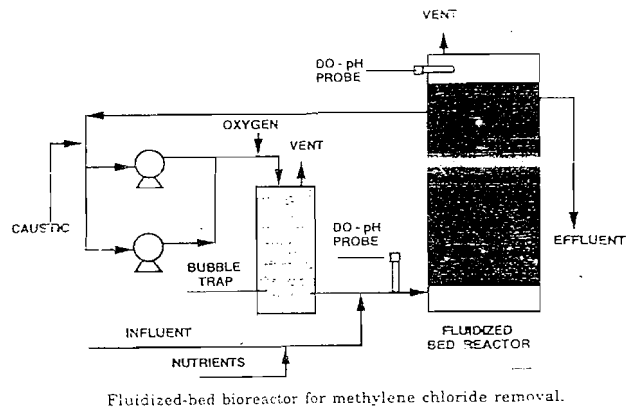 VENT
DO - pH
PROBE
OXYGEN
VENT
CAUSTIC
DO - pH
PROBE
EFFLUENT
BUBBLE
TRAP
INFLUENT
FLUIDIZED
BED REACTOR
NUTRIENTS
Fluidized-bed bioreactor for methylene chloride removal.